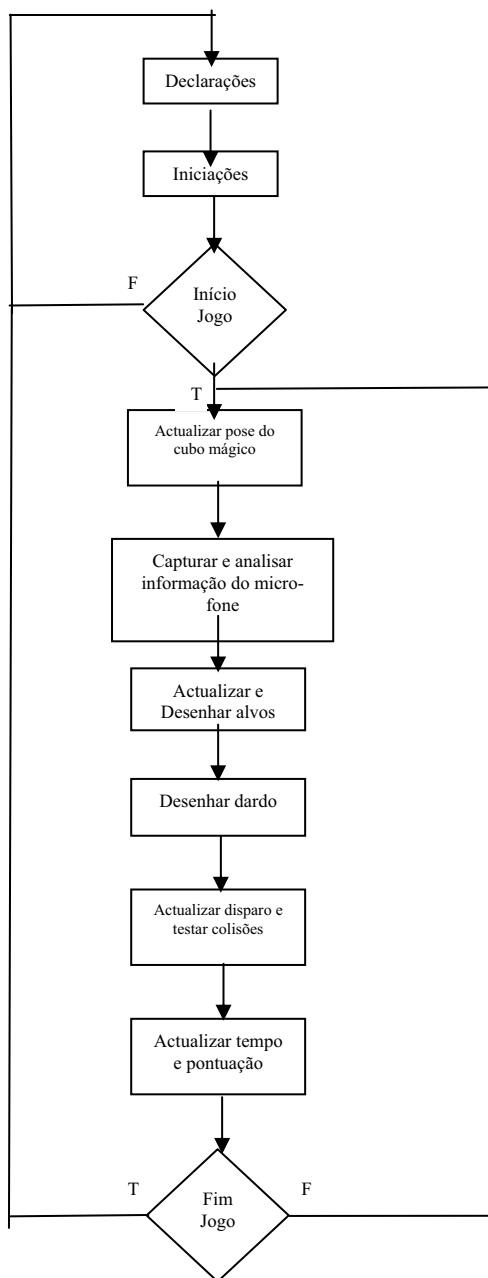 Declarações
Iniciações
F
Início
Jogo
T
Actualizar pose do
cubo mágico
Capturar e analisar
informação do micro-
fone
Actualizar e
Desenhar alvos
Desenhar dardo
Actualizar disparo e
testar colisões
Actualizar tempo
e pontuação
T
F
Fim
Jogo